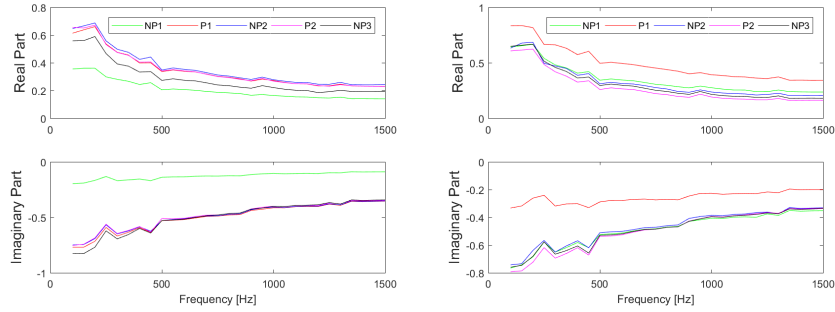 0.8
0.6
0.4
0.2
0
Real Part
NP1 P1 NP2 P2 NP3
0 500 1000 1500
1
0.5
0
Real Part
NP1 P1 NP2 P2 NP3
0 500 1000 1500
0
-0.5
-1
Imaginary Part
0 500 1000 1500
Frequency [Hz]
0
-0.2
-0.4
-0.6
-0.8
Imaginary Part
0 500 1000 1500
Frequency [Hz]